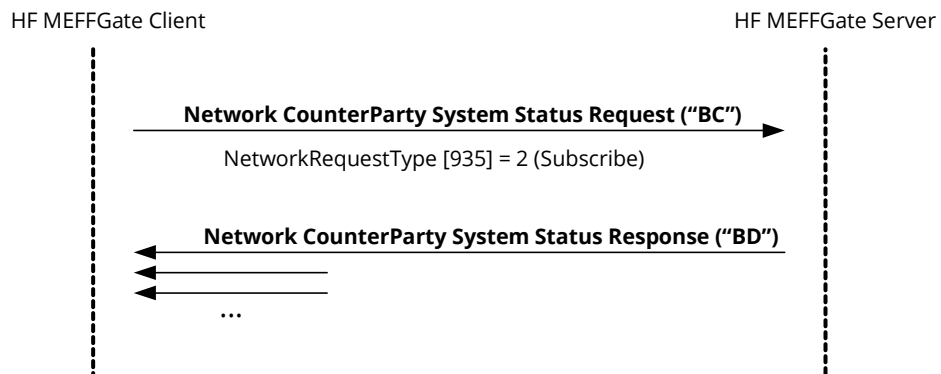 HF MEFFGate Client
HF MEFFGate Server
Network CounterParty System Status Request (“BC”)
NetworkRequestType [935] = 2 (Subscribe)
Network CounterParty System Status Response (“BD”)
...